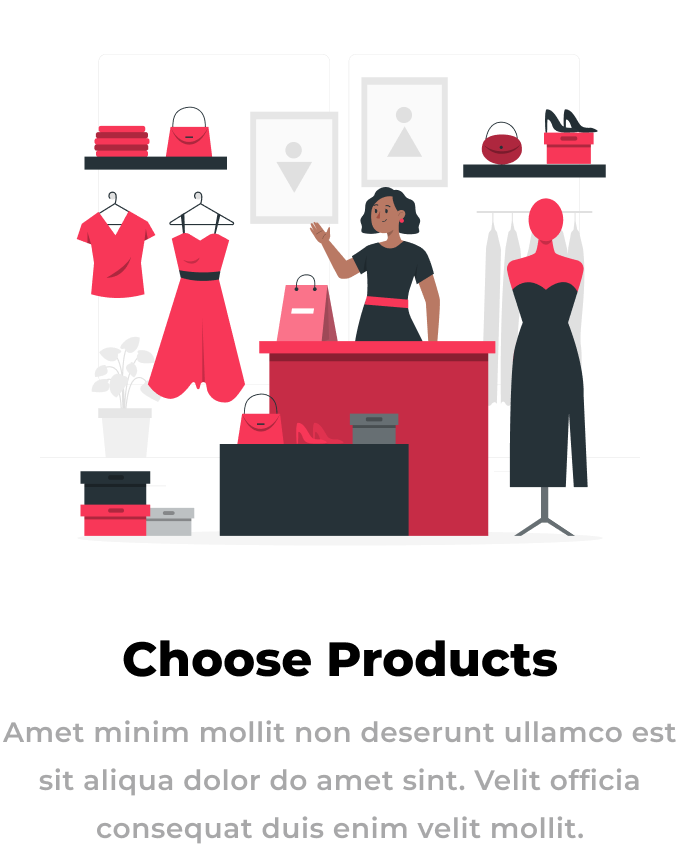 Choose Products
Amet minim mollit non deserunt ullamco est
sit aliqua dolor do amet sint. Velit officia
consequat duis enim velit mollit.